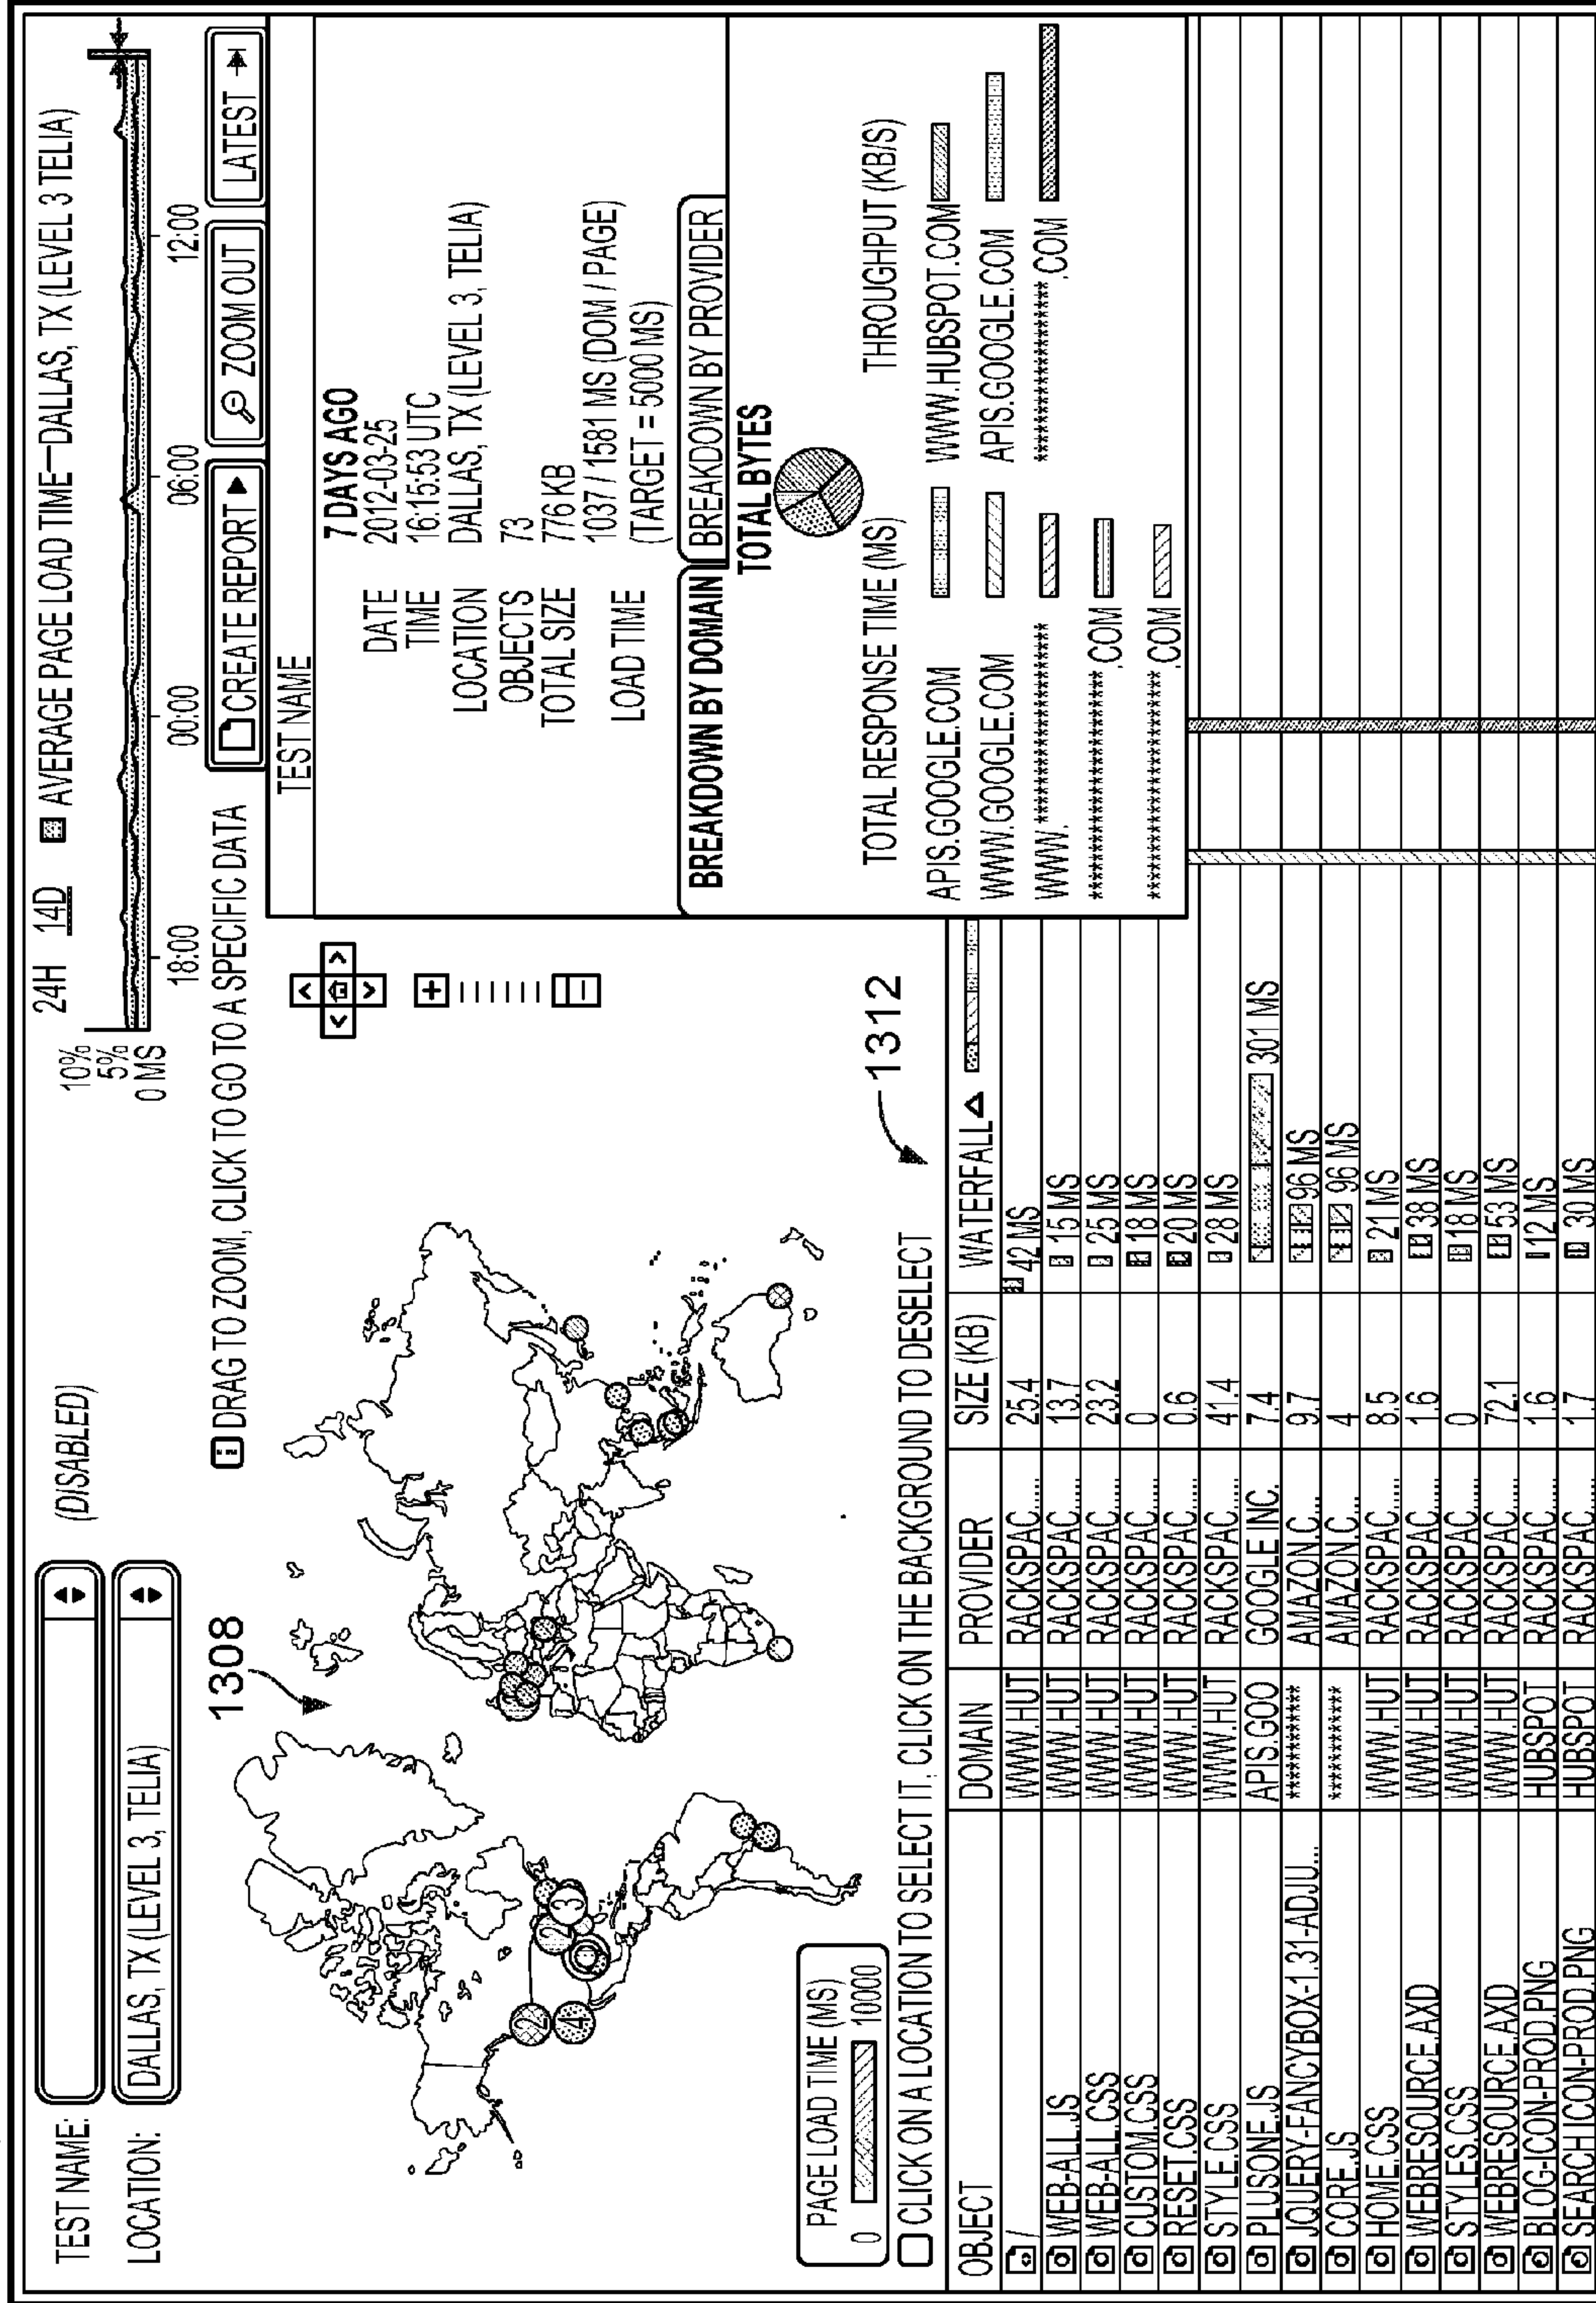 TEST NAME: (DISABLED)
LOCATION: DALLAS, TX (LEVEL 3, TELIA)
24H 14D AVERAGE PAGE LOAD TIME—DALLAS, TX (LEVEL 3 TELIA)
10%
5%
0 MS
18:00 00:00 06:00 12:00
DRAG TO ZOOM, CLICK TO GO TO A SPECIFIC DATA
CREATE REPORT ZOOM OUT LATEST
1308
2
4
2
3
PAGE LOAD TIME (MS)
0 10000
TEST NAME
7 DAYS AGO
DATE 2012-03-25
TIME 16:15:53 UTC
LOCATION DALLAS, TX (LEVEL 3, TELIA)
OBJECTS 73
TOTAL SIZE 776 KB
LOAD TIME 1037 / 1581 MS (DOM / PAGE)
(TARGET = 5000 MS)
BREAKDOWN BY DOMAIN BREAKDOWN BY PROVIDER
TOTAL BYTES
TOTAL RESPONSE TIME (MS) THROUGHPUT (KB/S)
APIS.GOOGLE.COM WWW.HUBSPOT.COM
WWW.GOOGLE.COM APIS.GOOGLE.COM
WWW. ********************** ********************.COM
********************.COM
********************.COM
CLICK ON A LOCATION TO SELECT IT, CLICK ON THE BACKGROUND TO DESELECT
1312
OBJECT DOMAIN PROVIDER SIZE (KB) WATERFALL
/ WWW.HUT RACKSPAC... 25.4 42 MS
WEB-ALL.JS WWW.HUT RACKSPAC... 13.7 15 MS
WEB-ALL.CSS WWW.HUT RACKSPAC... 23.2 25 MS
CUSTOM.CSS WWW.HUT RACKSPAC... 0 18 MS
RESET.CSS WWW.HUT RACKSPAC... 0.6 20 MS
STYLE.CSS WWW.HUT RACKSPAC... 41.4 28 MS
PLUSONE.JS APIS.GOO GOOGLE INC. 7.4 301 MS
JQUERY-FANCYBOX-1.31-ADJU... *********** AMAZON.C... 9.7 96 MS
CORE.JS *********** AMAZON.C... 4 96 MS
HOME.CSS WWW.HUT RACKSPAC... 8.5 21 MS
WEBRESOURCE.AXD WWW.HUT RACKSPAC... 1.6 38 MS
STYLES.CSS WWW.HUT RACKSPAC... 0 18 MS
WEBRESOURCE.AXD WWW.HUT RACKSPAC... 72.1 53 MS
BLOG-ICON-PROD.PNG HUBSPOT RACKSPAC... 1.6 12 MS
SEARCH ICON-PROD.PNG HUBSPOT RACKSPAC... 1.7 30 MS